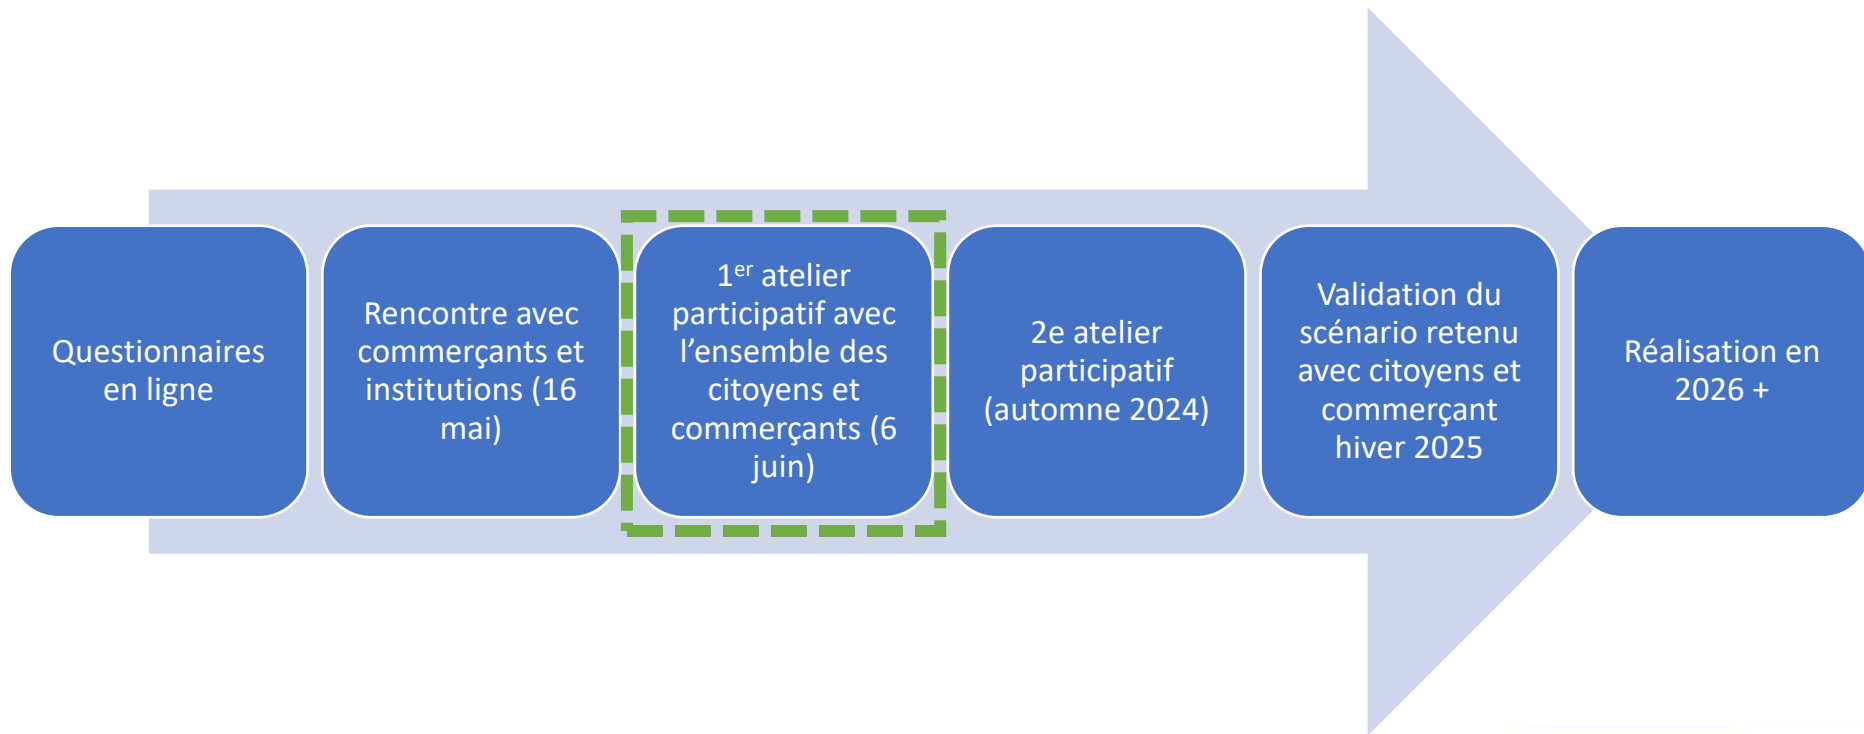 Questionnaires
en ligne
Rencontre avec
commerçants et
institutions (16
mai)
1er atelier
participatif avec
l’ensemble des
citoyens et
commerçants (6
juin)
2e atelier
participatif
(automne 2024)
Validation du
scénario retenu
avec citoyens et
commerçant
hiver 2025
Réalisation en
2026 +